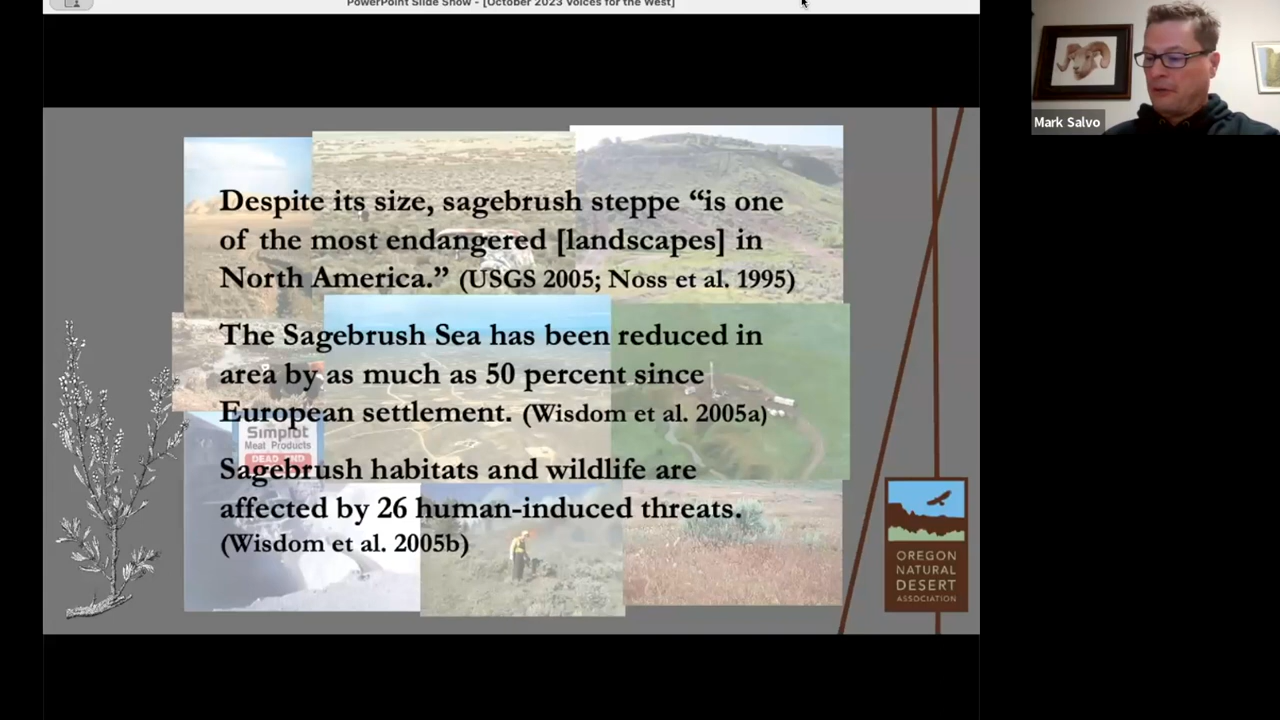 PowerPoint Slide Show - [October 2023 Voices for the West]
Mark Salvo
Despite its size, sagebrush steppe “is one
of the most endangered [landscapes] in
North America.” (USGS 2005; Noss et al. 1995)
The Sagebrush Sea has been reduced in
area by as much as 50 percent since
European settlement. (Wisdom et al. 2005a)
Simplot
Meat Products
DEAD END
Sagebrush habitats and wildlife are
affected by 26 human-induced threats.
(Wisdom et al. 2005b)
OREGON
NATURAL
DESERT
ASSOCIATION